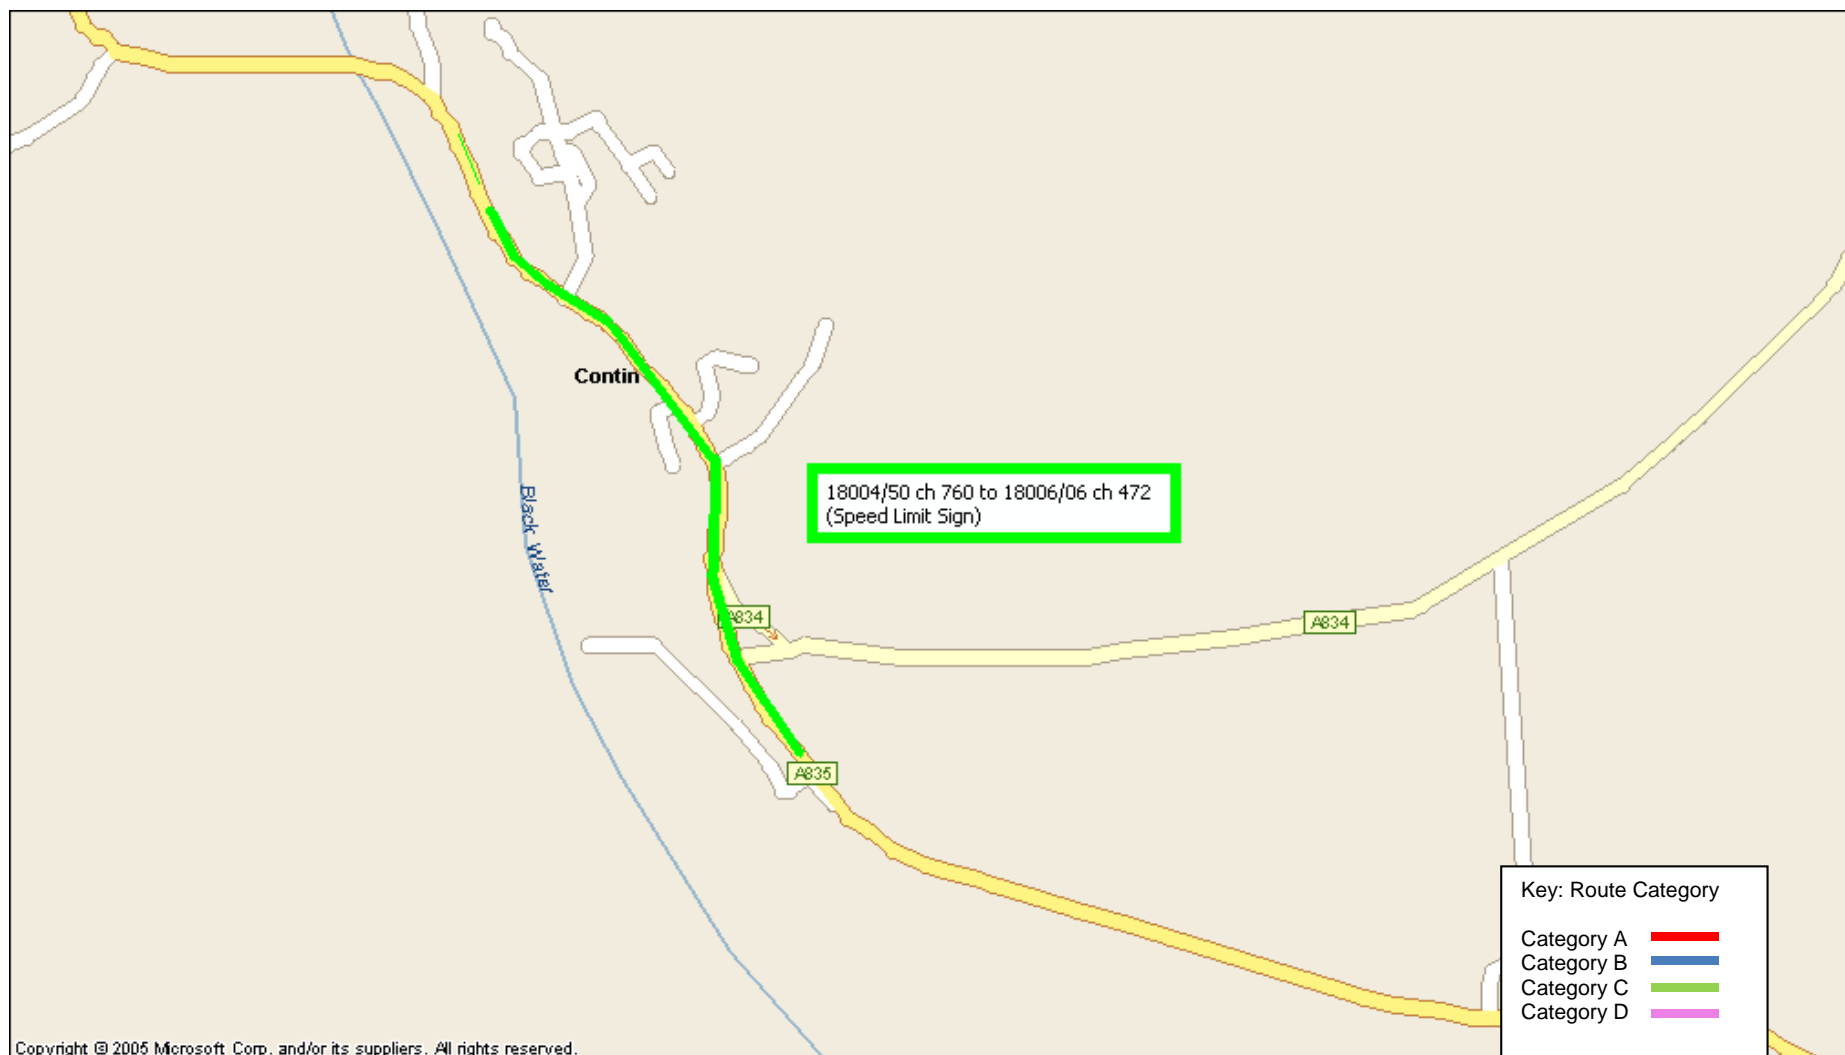 Contin
18004/50 ch 760 to 18006/06 ch 472
(Speed Limit Sign)
Black Water
A834
A834
A835
Key: Route Category
Category A
Category B
Category C
Category D
Copyright © 2005 Microsoft Corp. and/or its suppliers. All rights reserved.